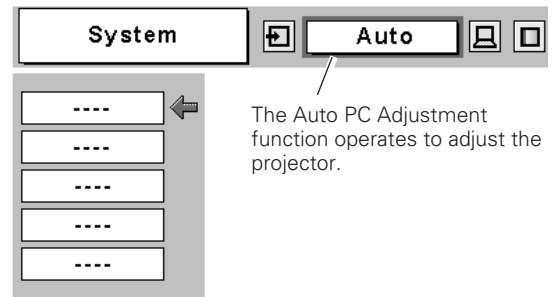 System Auto
----
----
----
----
----
The Auto PC Adjustment
function operates to adjust the
projector.